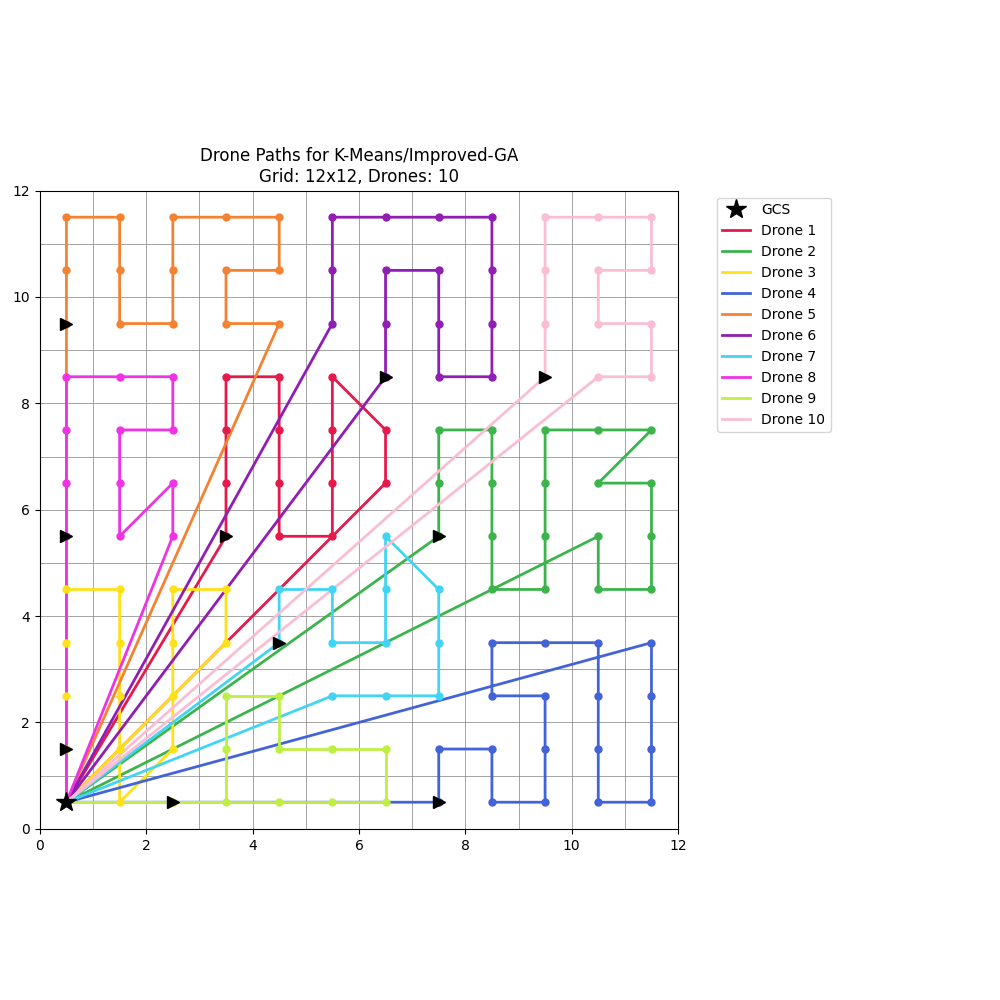 Drone Paths for K-Means/Improved-GA
Grid: 12x12, Drones: 10
12
10
8
6
4
2
0
0 2 4 6 8 10 12
GCS
Drone 1
Drone 2
Drone 3
Drone 4
Drone 5
Drone 6
Drone 7
Drone 8
Drone 9
Drone 10